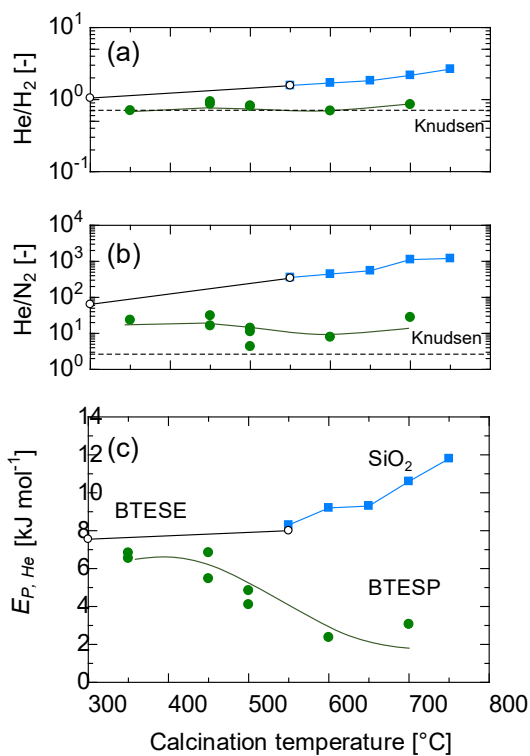 (a)
He/H₂ [-]
10¹
10⁰
10⁻¹
Knudsen
(b)
He/N₂ [-]
10⁴
10³
10²
10¹
10⁰
Knudsen
(c)
E_P, He [kJ mol⁻¹]
14
12
10
8
6
4
2
0
SiO₂
BTESE
BTESP
300 400 500 600 700 800
Calcination temperature [°C]